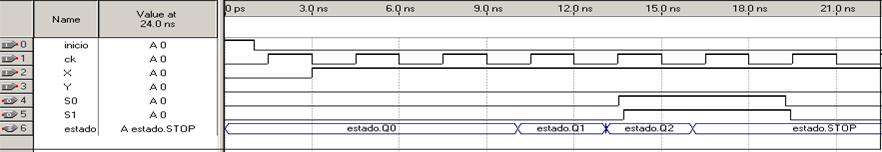 Name Value at 24.0 ns
0 ps 3.0 ns 6.0 ns 9.0 ns 12.0 ns 15.0 ns 18.0 ns 21.0 ns
0 inicio A 0
1 ck A 0
2 X A 0
3 Y A 0
4 S0 A 0
5 S1 A 0
6 estado A estado.STOP estado.Q0 estado.Q1 estado.Q2 estado.STOP